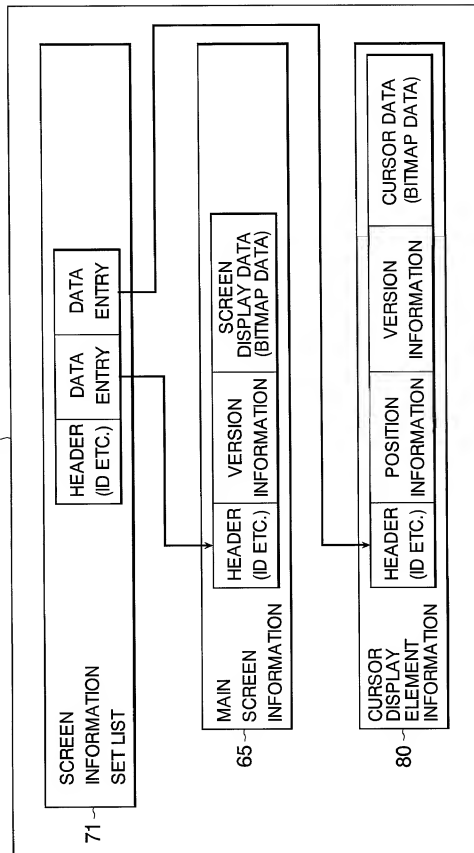 SCREEN
INFORMATION
SET LIST
HEADER
(ID ETC.)
DATA
ENTRY
DATA
ENTRY
71
MAIN
SCREEN
INFORMATION
HEADER
(ID ETC.)
VERSION
INFORMATION
SCREEN
DISPLAY DATA
(BITMAP DATA)
65
CURSOR
DISPLAY
ELEMENT
INFORMATION
HEADER
(ID ETC.)
POSITION
INFORMATION
VERSION
INFORMATION
CURSOR DATA
(BITMAP DATA)
80